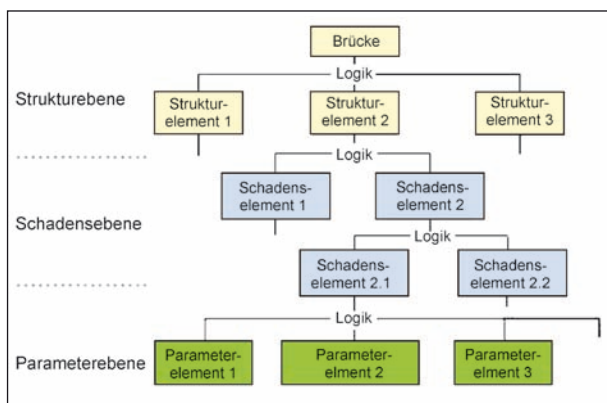 Brücke
Logik
Strukturebene
Struktur-
element 1
Struktur-
element 2
Struktur-
element 3
Logik
Schadens-
element 1
Schadens-
element 2
Schadensebene
Logik
Schadens-
element 2.1
Schadens-
element 2.2
Logik
Parameterebene
Parameter-
element 1
Parameter-
elment 2
Parameter-
elment 3